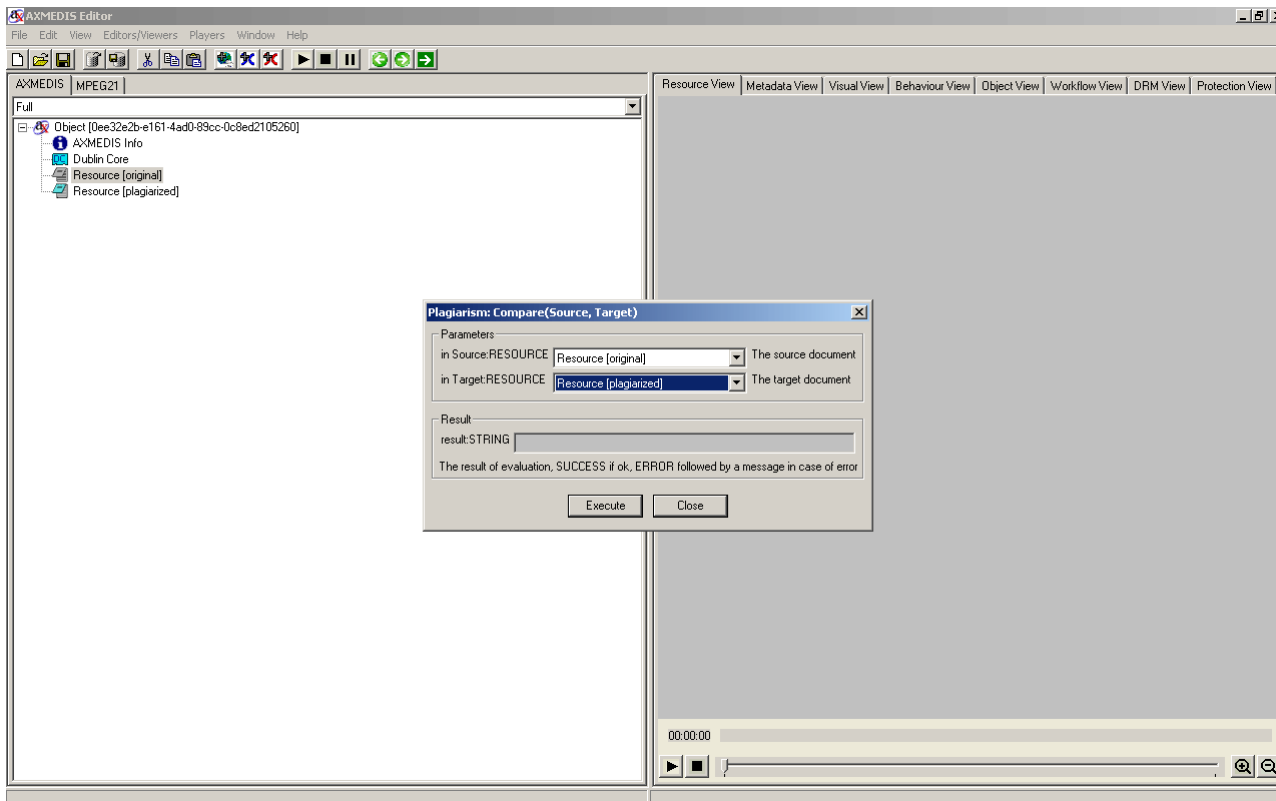 AXMEDIS Editor
File Edit View Editors/Viewers Players Window Help
AXMEDIS MPEG21
Resource View Metadata View Visual View Behaviour View Object View Workflow View DRM View Protection View
Full
Object [0ee32e2b-e161-4ad0-89cc-0c8ed2105260]
AXMEDIS Info
DC Dublin Core
Resource [original]
Resource [plagiarized]
Plagiarism: Compare(Source, Target)
Parameters
in Source:RESOURCE Resource [original] The source document
in Target:RESOURCE Resource [plagiarized] The target document
Result
result:STRING
The result of evaluation, SUCCESS if ok, ERROR followed by a message in case of error
Execute Close
00:00:00